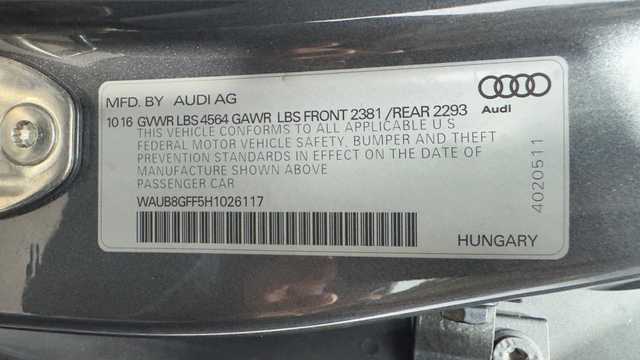 MFD. BY AUDI AG
10 16 GVWR LBS 4564 GAWR LBS FRONT 2381 /REAR 2293
THIS VEHICLE CONFORMS TO ALL APPLICABLE U S
FEDERAL MOTOR VEHICLE SAFETY, BUMPER AND THEFT
PREVENTION STANDARDS IN EFFECT ON THE DATE OF
MANUFACTURE SHOWN ABOVE
PASSENGER CAR
WAUB8GFF5H1026117
HUNGARY
Audi
4020511